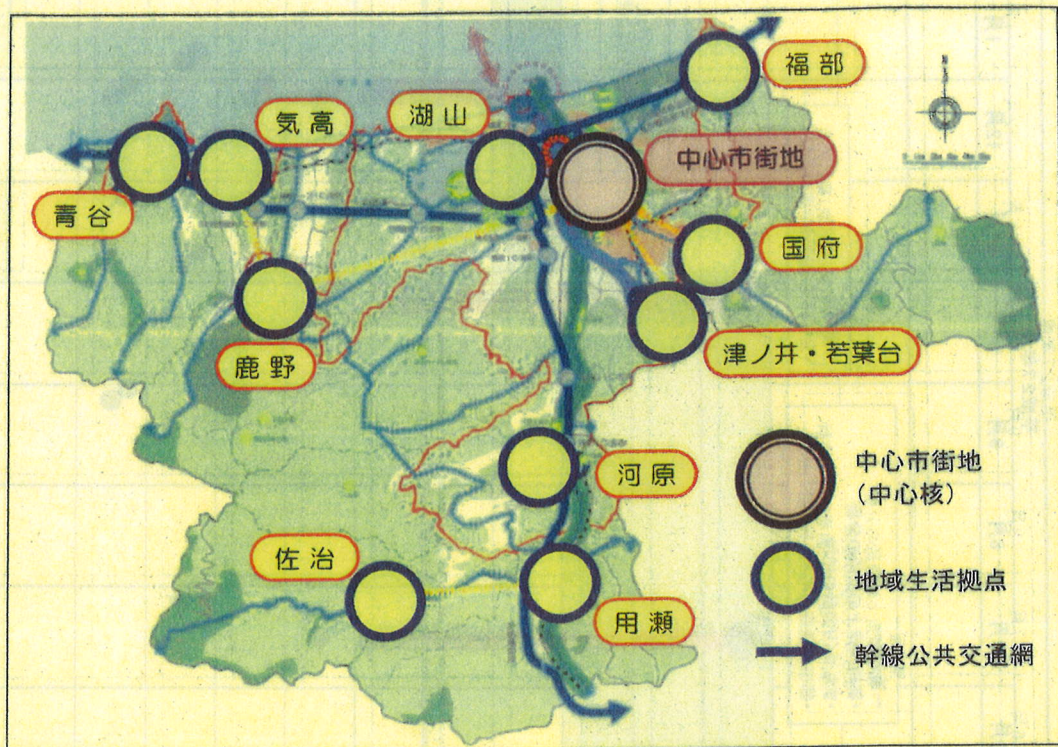 福部
気高
湖山
中心市街地
青谷
国府
鹿野
津ノ井・若葉台
河原
中心市街地
（中心核）
佐治
地域生活拠点
用瀬
幹線公共交通網